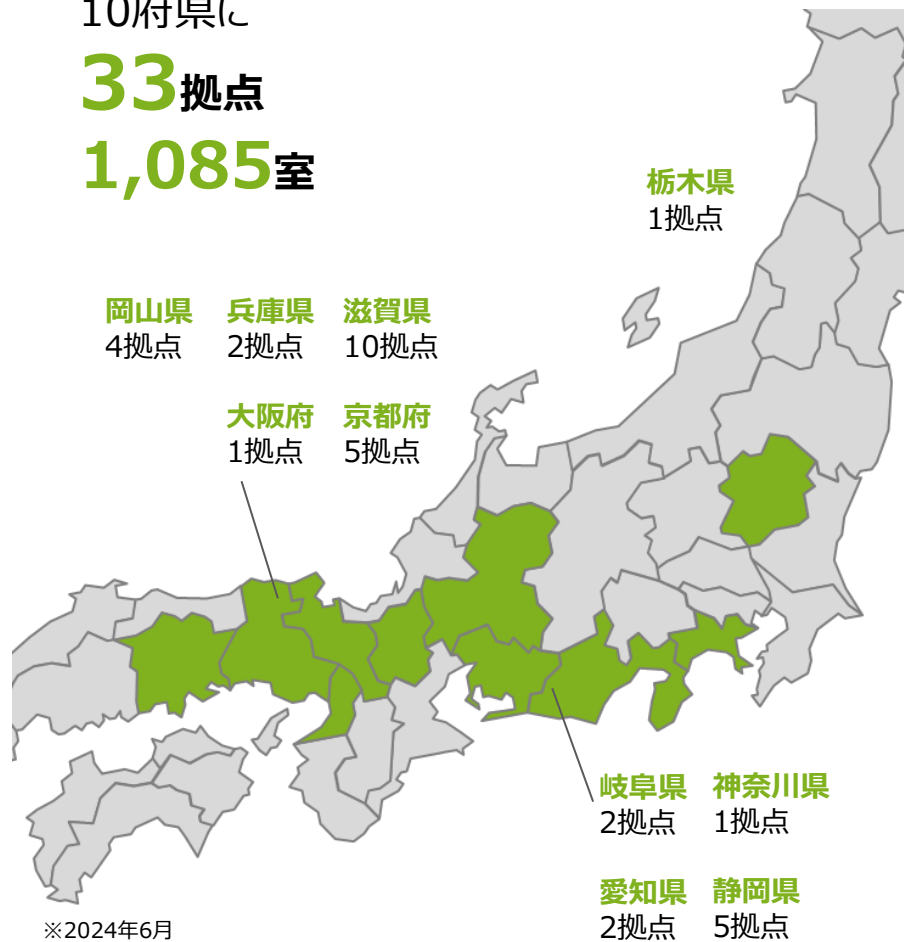 10府県に
33拠点
1,085室
栃木県
1拠点
岡山県 兵庫県 滋賀県
4拠点 2拠点 10拠点
大阪府 京都府
1拠点 5拠点
岐阜県 神奈川県
2拠点 1拠点
愛知県 静岡県
2拠点 5拠点
※2024年6月